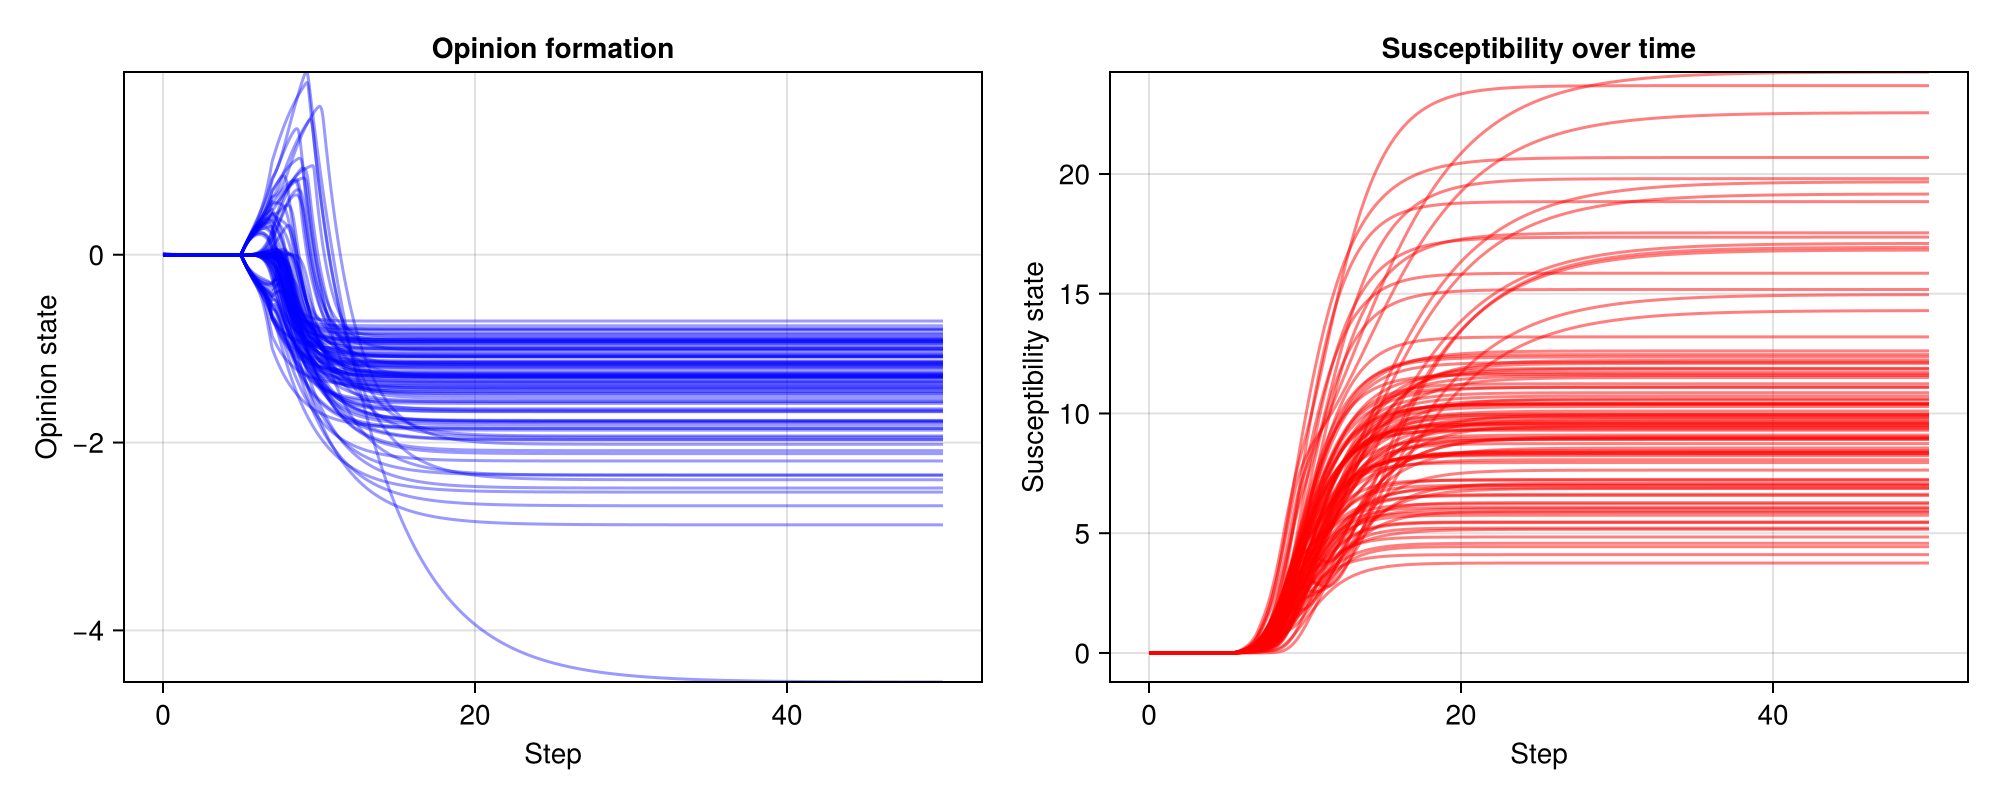 Opinion formation
Opinion state
0
−2
−4
0
20
40
Step
Susceptibility over time
Susceptibility state
20
15
10
5
0
0
20
40
Step